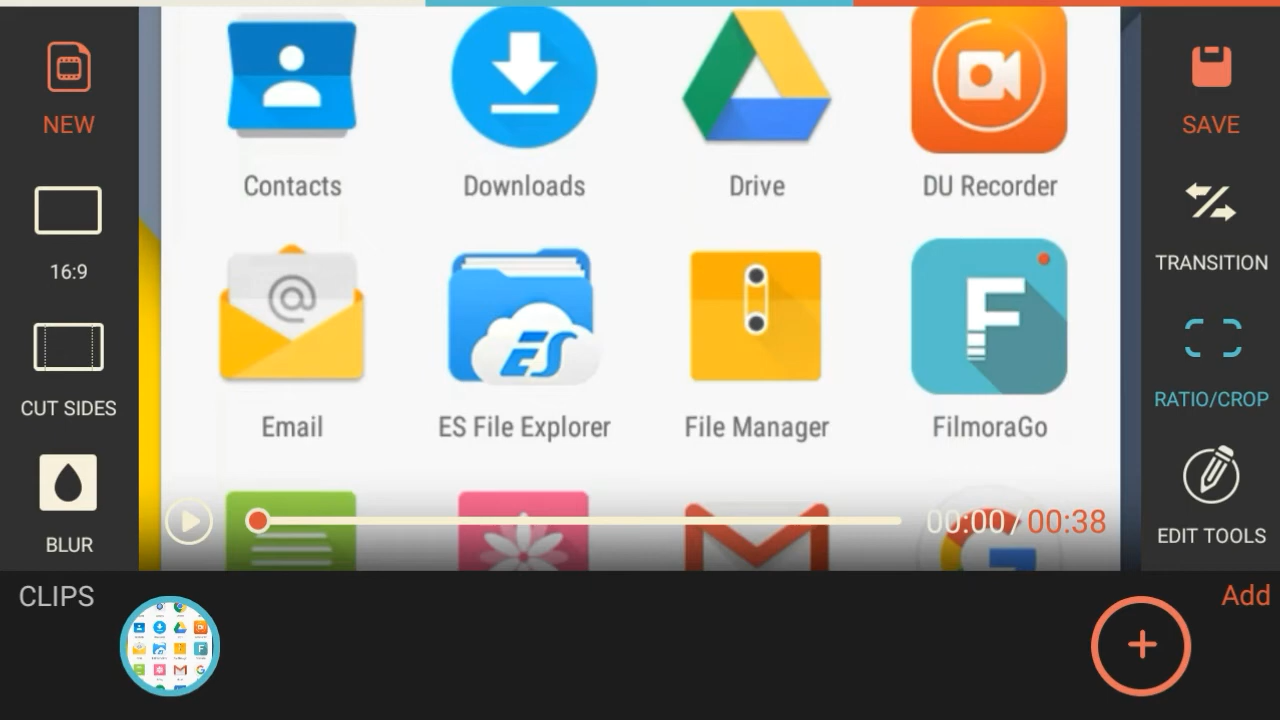 NEW
16:9
CUT SIDES
BLUR
Contacts
Downloads
Drive
DU Recorder
@
ES
F
Email
ES File Explorer
File Manager
FilmoraGo
00:00/00:38
SAVE
TRANSITION
RATIO/CROP
EDIT TOOLS
CLIPS
Add